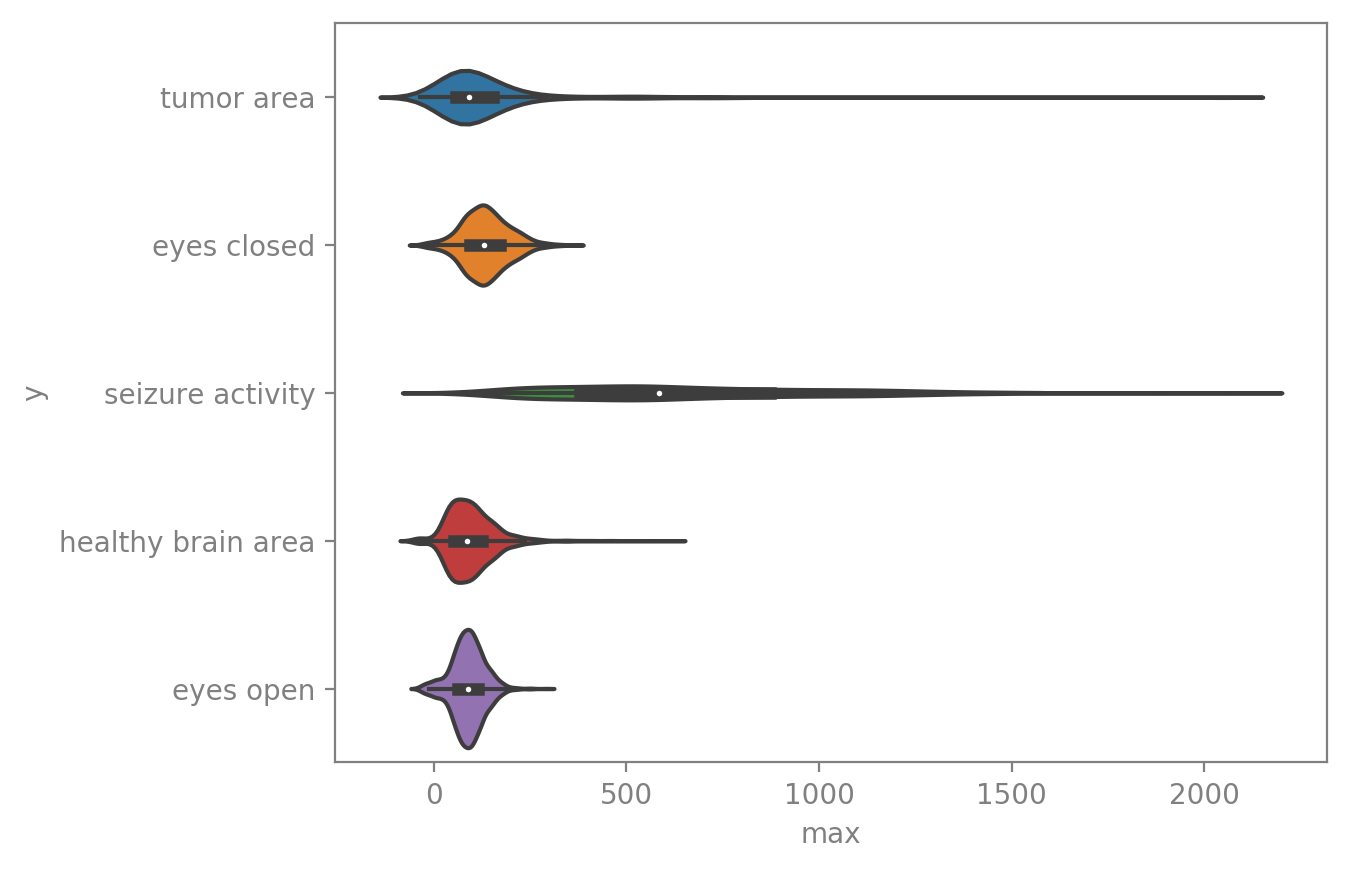 tumor area
eyes closed
seizure activity
healthy brain area
eyes open
y
0 500 1000 1500 2000
max